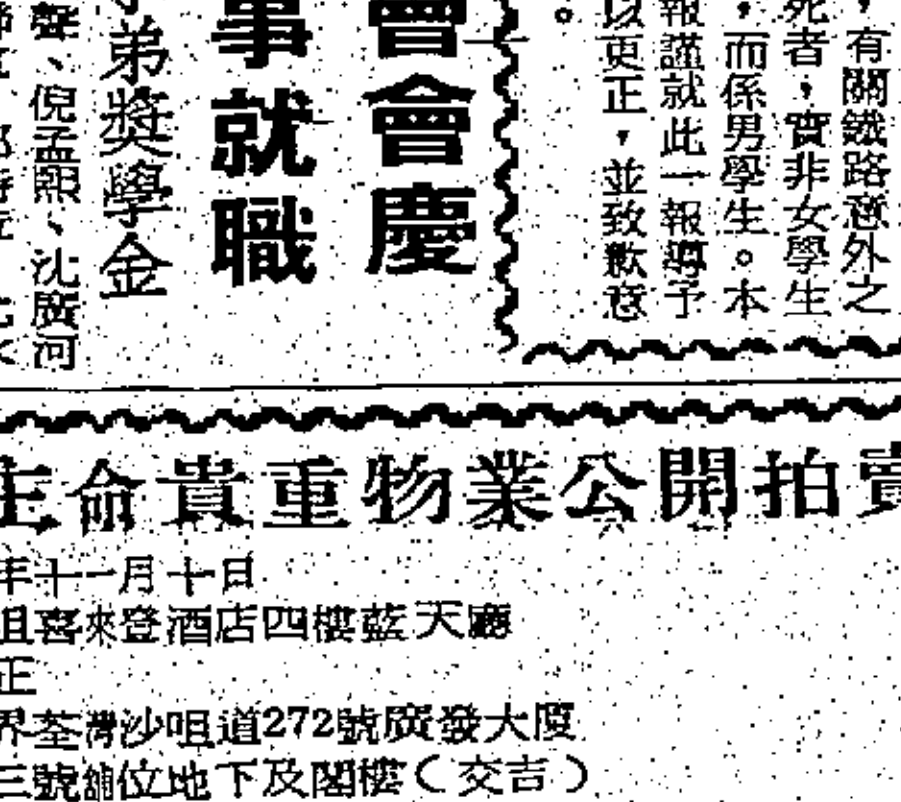 ，有關鐵路意外之
死者，實非女學生
，而係男學生。本
報謹就此一報導予
以更正，並致歉意
。
會會慶
事就職
弟獎學金
聲、倪孟熙、沈廣河
主命貴重物業公開拍賣
年十一月十日
咀喜來登酒店四樓藍天廳
正
界荃灣沙咀道272號廣發大廈
三號舖位地下及閣樓（交吉）